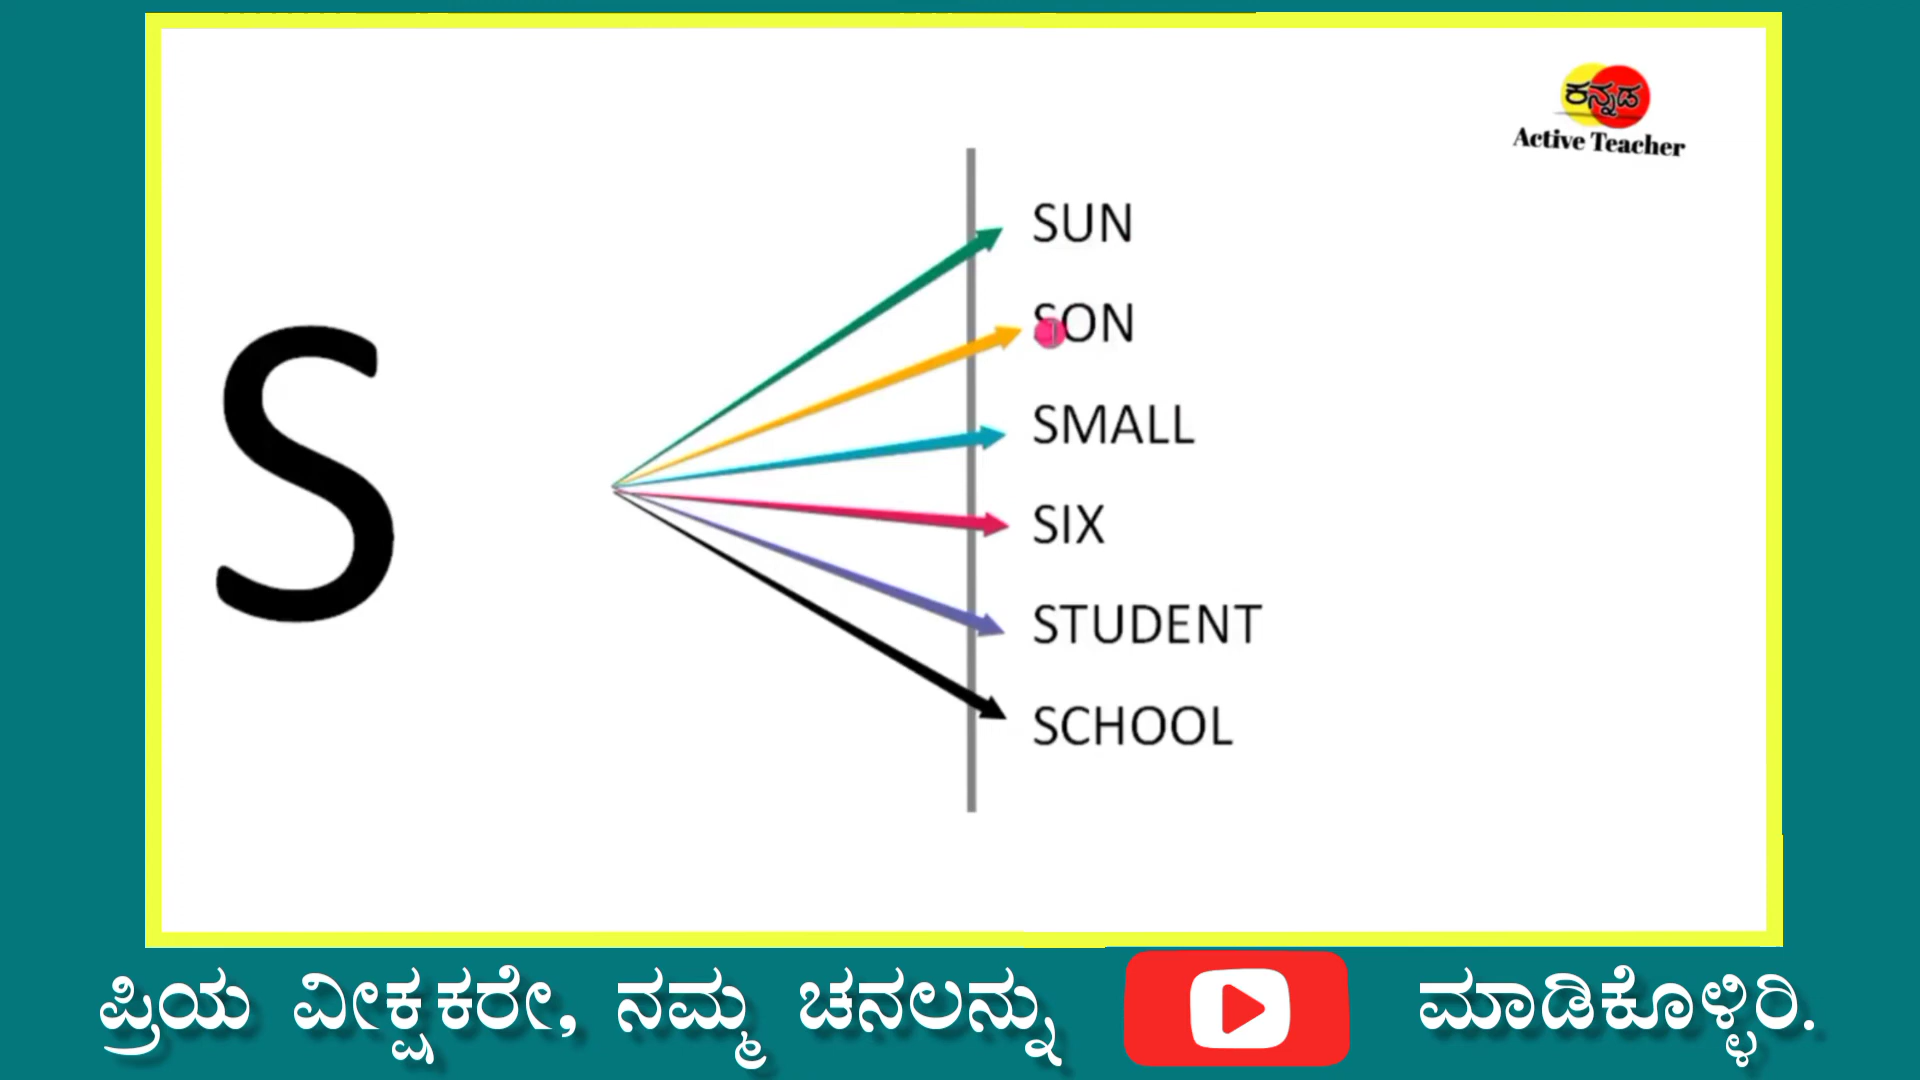 ಕನ್ನಡ
Active Teacher
S
SUN
SON
SMALL
SIX
STUDENT
SCHOOL
ಪ್ರಿಯ ವೀಕ್ಷಕರೇ, ನಮ್ಮ ಚನಲನ್ನು ಮಾಡಿಕೊಳ್ಳಿರಿ.